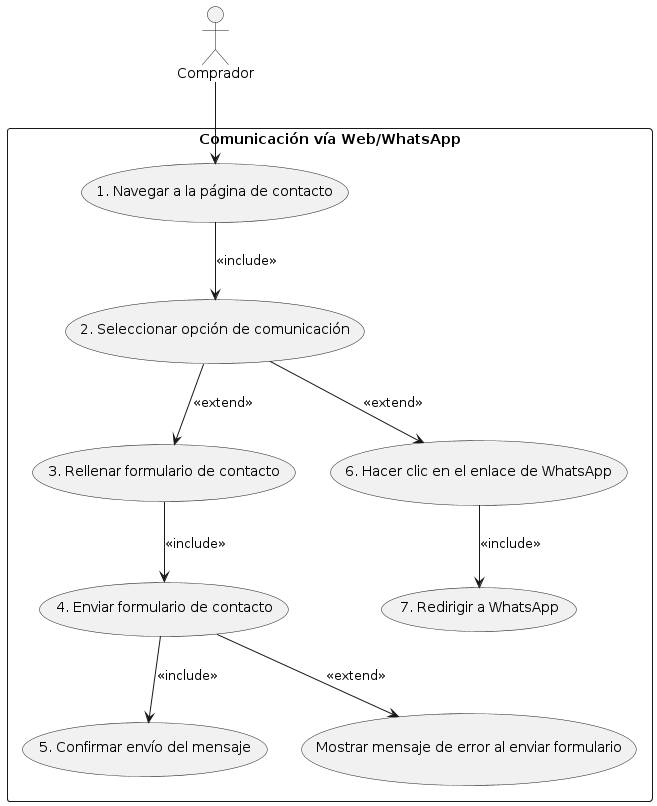 Comprador
Comunicación vía Web/WhatsApp
1. Navegar a la página de contacto
«include»
2. Seleccionar opción de comunicación
«extend»
«extend»
3. Rellenar formulario de contacto
6. Hacer clic en el enlace de WhatsApp
«include»
«include»
4. Enviar formulario de contacto
7. Redirigir a WhatsApp
«include»
«extend»
5. Confirmar envío del mensaje
Mostrar mensaje de error al enviar formulario